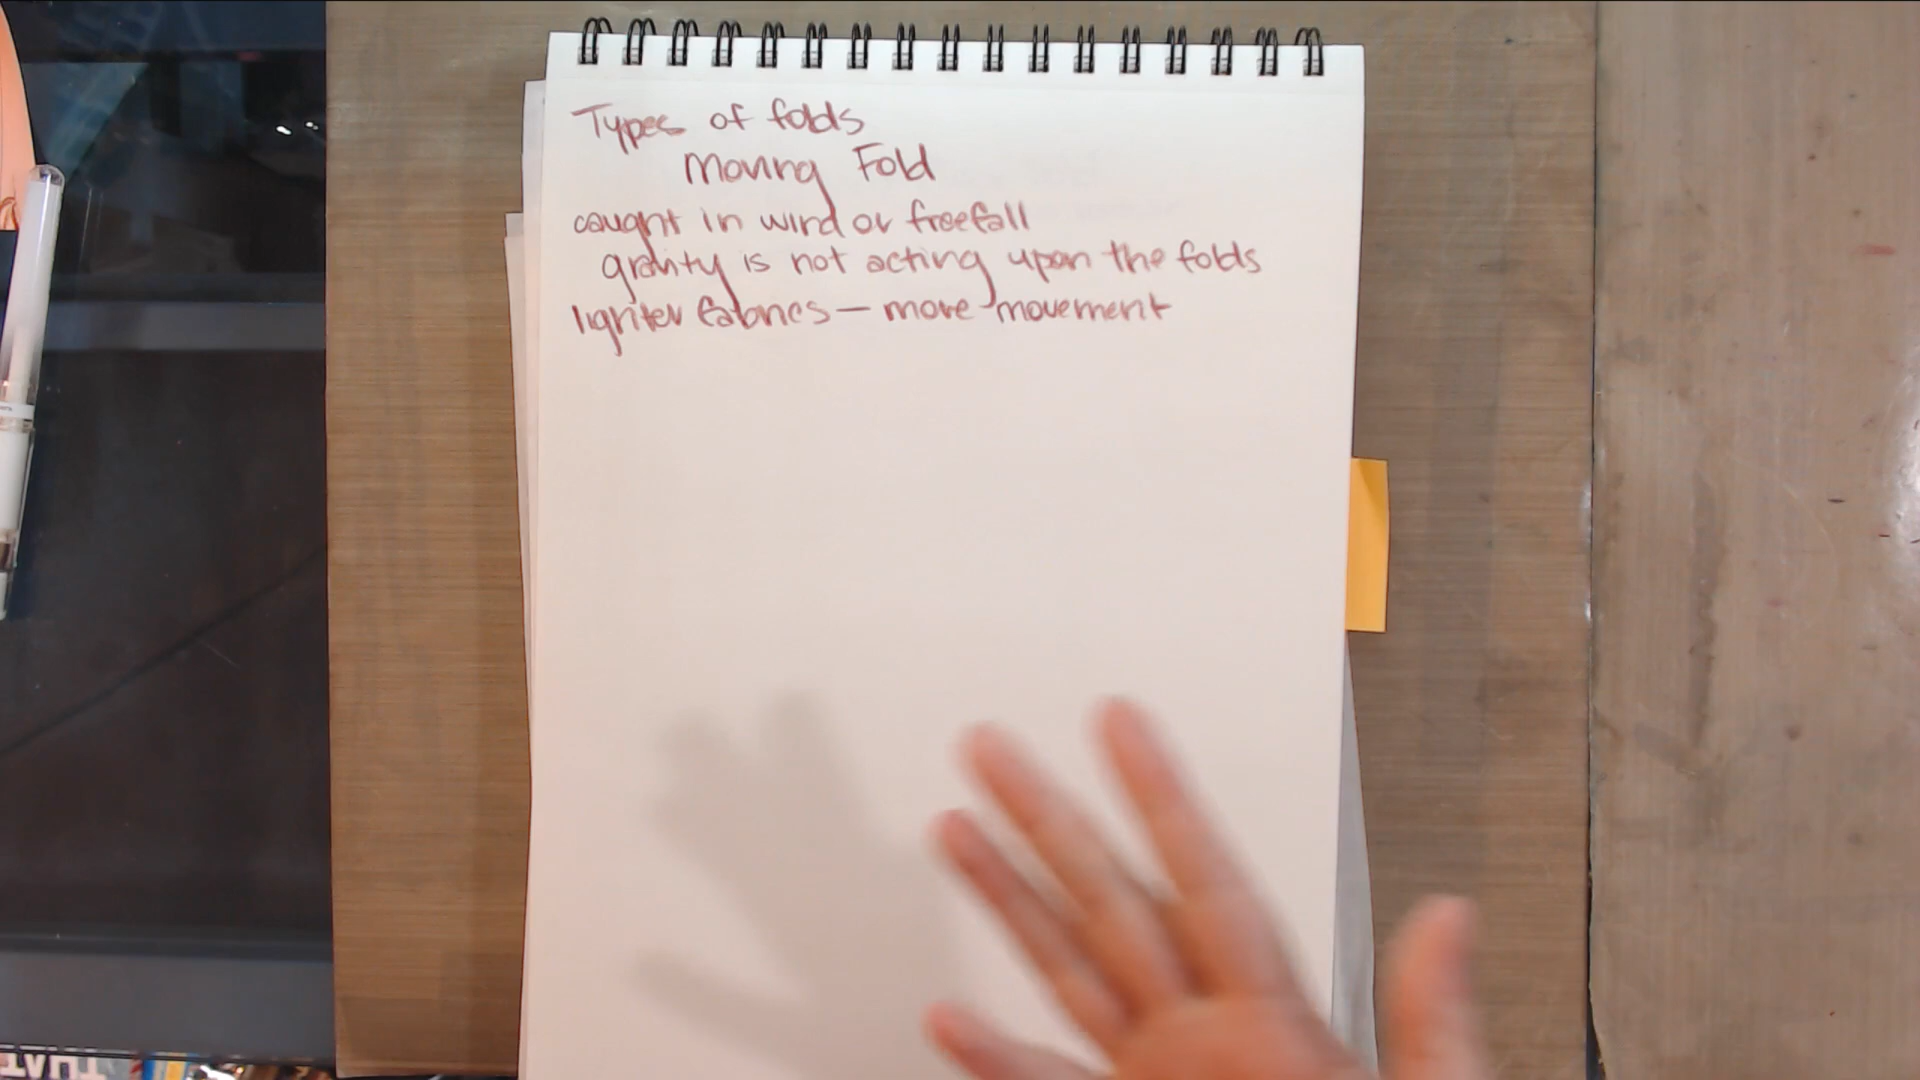 Types of folds
Moving Fold
caught in wind or freefall
gravity is not acting upon the folds
lighter fabrics — more movement